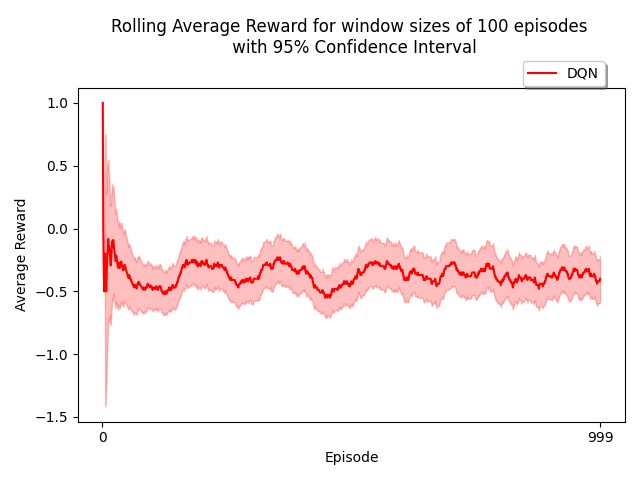 Rolling Average Reward for window sizes of 100 episodes
with 95% Confidence Interval
DQN
1.0
0.5
0.0
−0.5
−1.0
−1.5
Average Reward
0
999
Episode